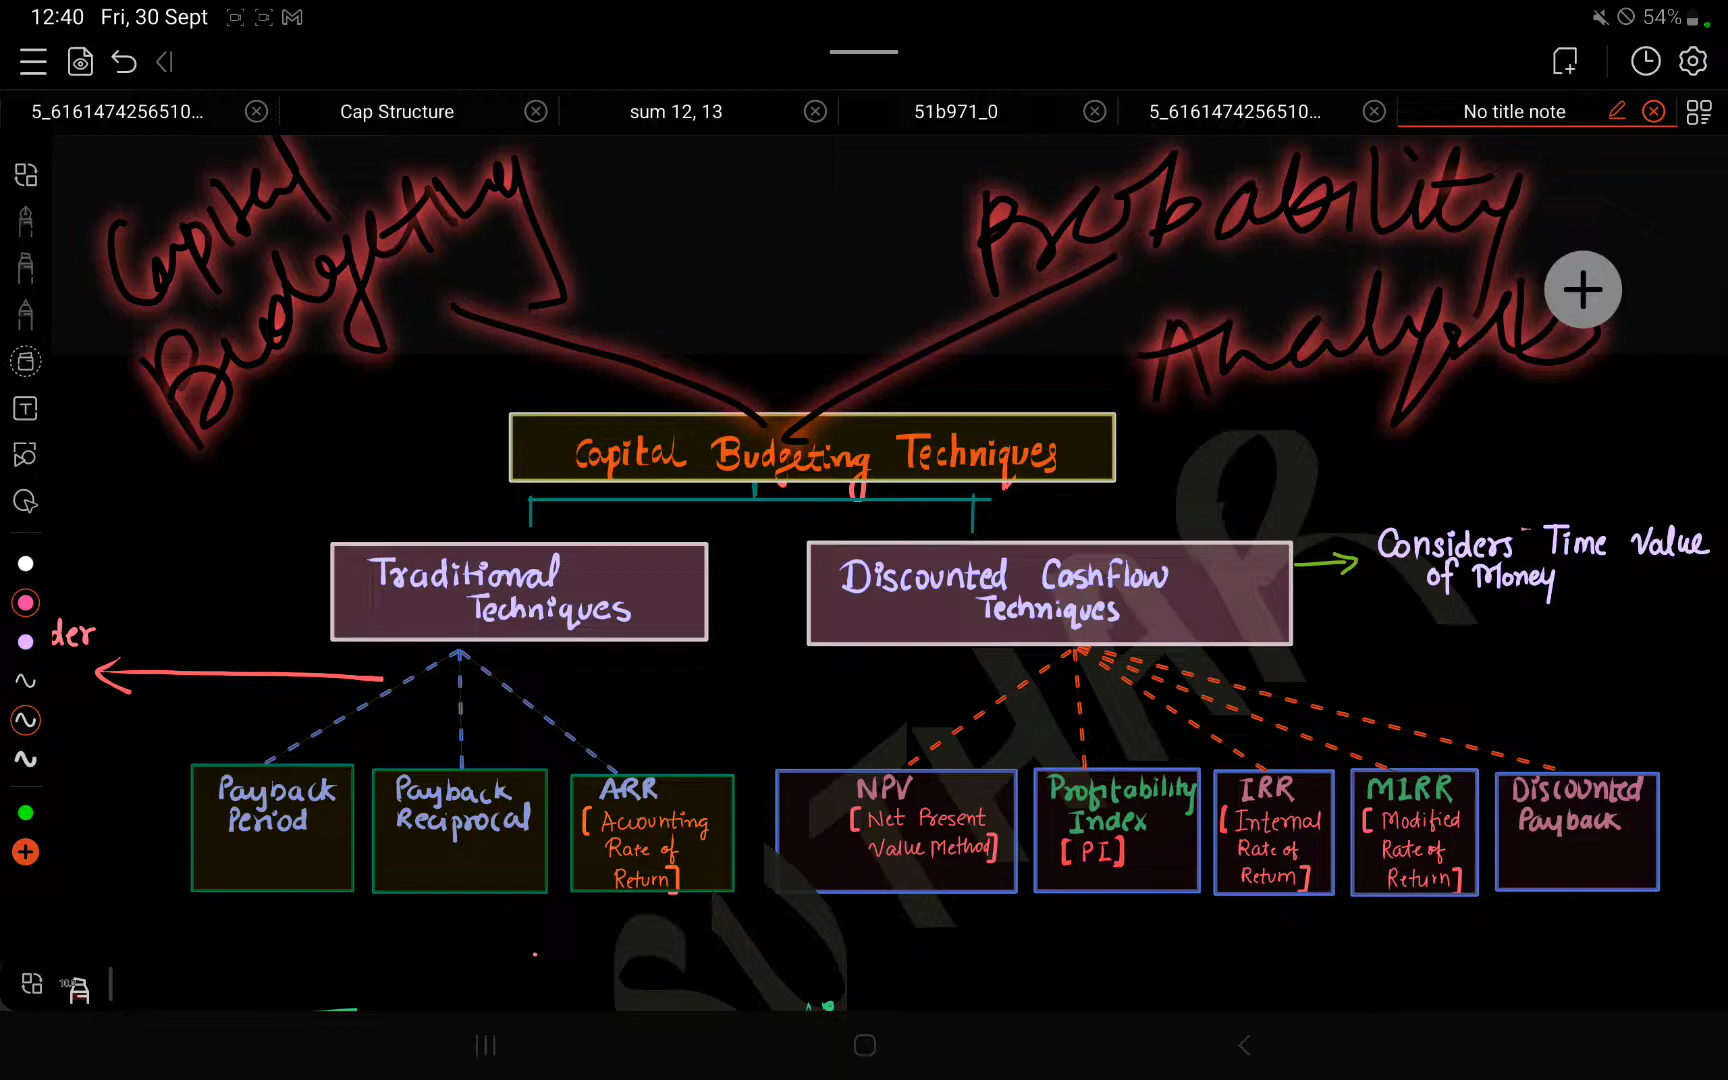 12:40 Fri, 30 Sept
54%
5_6161474256510...
Cap Structure
sum 12, 13
51b971_0
5_6161474256510...
No title note
Capital
Budgeting
Probability
Analysis
Capital Budgeting Techniques
Traditional
Techniques
Discounted Cashflow
Techniques
Considers Time Value
of Money
der
Payback
Period
Payback
Reciprocal
ARR
[Accounting
Rate of
Return]
NPV
[Net Present
Value Method]
Profitability
Index
[PI]
IRR
[Internal
Rate of
Return]
MIRR
[Modified
Rate of
Return]
Discounted
Payback